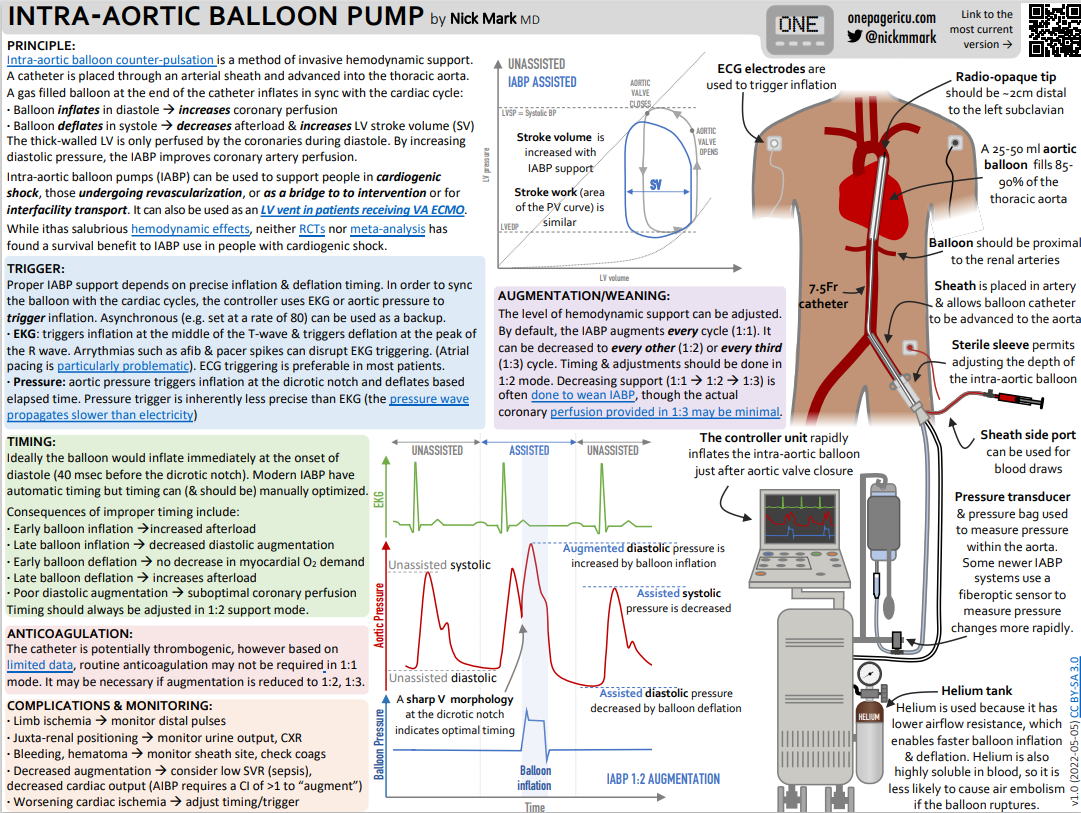 INTRA-AORTIC BALLOON PUMP by Nick Mark MD
ONE
onepagericu.com
@nickmmark
Link to the
most current
version →
PRINCIPLE:
Intra-aortic balloon counter-pulsation is a method of invasive hemodynamic support.
A catheter is placed through an arterial sheath and advanced into the thoracic aorta.
A gas filled balloon at the end of the catheter inflates in sync with the cardiac cycle:
· Balloon inflates in diastole → increases coronary perfusion
· Balloon deflates in systole → decreases afterload & increases LV stroke volume (SV)
The thick-walled LV is only perfused by the coronaries during diastole. By increasing
diastolic pressure, the IABP improves coronary artery perfusion.
Intra-aortic balloon pumps (IABP) can be used to support people in cardiogenic
shock, those undergoing revascularization, or as a bridge to to intervention or for
interfacility transport. It can also be used as an LV vent in patients receiving VA ECMO.
While ithas salubrious hemodynamic effects, neither RCTs nor meta-analysis has
found a survival benefit to IABP use in people with cardiogenic shock.
UNASSISTED
IABP ASSISTED
AORTIC
VALVE
CLOSES
LVSP = Systolic BP
AORTIC
VALVE
OPENS
Stroke volume is
increased with
IABP support
Stroke work (area
of the PV curve) is
similar
SV
LVEDP
LV pressure
LV volume
TRIGGER:
Proper IABP support depends on precise inflation & deflation timing. In order to sync
the balloon with the cardiac cycles, the controller uses EKG or aortic pressure to
trigger inflation. Asynchronous (e.g. set at a rate of 80) can be used as a backup.
· EKG: triggers inflation at the middle of the T-wave & triggers deflation at the peak of
the R wave. Arrythmias such as afib & pacer spikes can disrupt EKG triggering. (Atrial
pacing is particularly problematic). ECG triggering is preferable in most patients.
· Pressure: aortic pressure triggers inflation at the dicrotic notch and deflates based
elapsed time. Pressure trigger is inherently less precise than EKG (the pressure wave
propagates slower than electricity)
AUGMENTATION/WEANING:
The level of hemodynamic support can be adjusted.
By default, the IABP augments every cycle (1:1). It
can be decreased to every other (1:2) or every third
(1:3) cycle. Timing & adjustments should be done in
1:2 mode. Decreasing support (1:1 → 1:2 → 1:3) is
often done to wean IABP, though the actual
coronary perfusion provided in 1:3 may be minimal.
TIMING:
Ideally the balloon would inflate immediately at the onset of
diastole (40 msec before the dicrotic notch). Modern IABP have
automatic timing but timing can (& should be) manually optimized.
Consequences of improper timing include:
· Early balloon inflation → increased afterload
· Late balloon inflation → decreased diastolic augmentation
· Early balloon deflation → no decrease in myocardial O₂ demand
· Late balloon deflation → increases afterload
· Poor diastolic augmentation → suboptimal coronary perfusion
Timing should always be adjusted in 1:2 support mode.
ANTICOAGULATION:
The catheter is potentially thrombogenic, however based on
limited data, routine anticoagulation may not be required in 1:1
mode. It may be necessary if augmentation is reduced to 1:2, 1:3.
COMPLICATIONS & MONITORING:
· Limb ischemia → monitor distal pulses
· Juxta-renal positioning → monitor urine output, CXR
· Bleeding, hematoma → monitor sheath site, check coags
· Decreased augmentation → consider low SVR (sepsis),
decreased cardiac output (AIBP requires a CI of >1 to “augment”)
· Worsening cardiac ischemia → adjust timing/trigger
UNASSISTED
ASSISTED
UNASSISTED
EKG
Aortic Pressure
Balloon Pressure
Unassisted systolic
Augmented diastolic pressure is
increased by balloon inflation
Assisted systolic
pressure is decreased
Unassisted diastolic
Assisted diastolic pressure
decreased by balloon deflation
A sharp V morphology
at the dicrotic notch
indicates optimal timing
Balloon
inflation
IABP 1:2 AUGMENTATION
Time
ECG electrodes are
used to trigger inflation
Radio-opaque tip
should be ~2cm distal
to the left subclavian
A 25-50 ml aortic
balloon fills 85-
90% of the
thoracic aorta
Balloon should be proximal
to the renal arteries
7.5Fr
catheter
Sheath is placed in artery
& allows balloon catheter
to be advanced to the aorta
Sterile sleeve permits
adjusting the depth of
the intra-aortic balloon
Sheath side port
can be used for
blood draws
The controller unit rapidly
inflates the intra-aortic balloon
just after aortic valve closure
Pressure transducer
& pressure bag used
to measure pressure
within the aorta.
Some newer IABP
systems use a
fiberoptic sensor to
measure pressure
changes more rapidly.
HELIUM
Helium tank
Helium is used because it has
lower airflow resistance, which
enables faster balloon inflation
& deflation. Helium is also
highly soluble in blood, so it is
less likely to cause air embolism
if the balloon ruptures.
v1.0 (2022-05-05) CC BY-SA 3.0